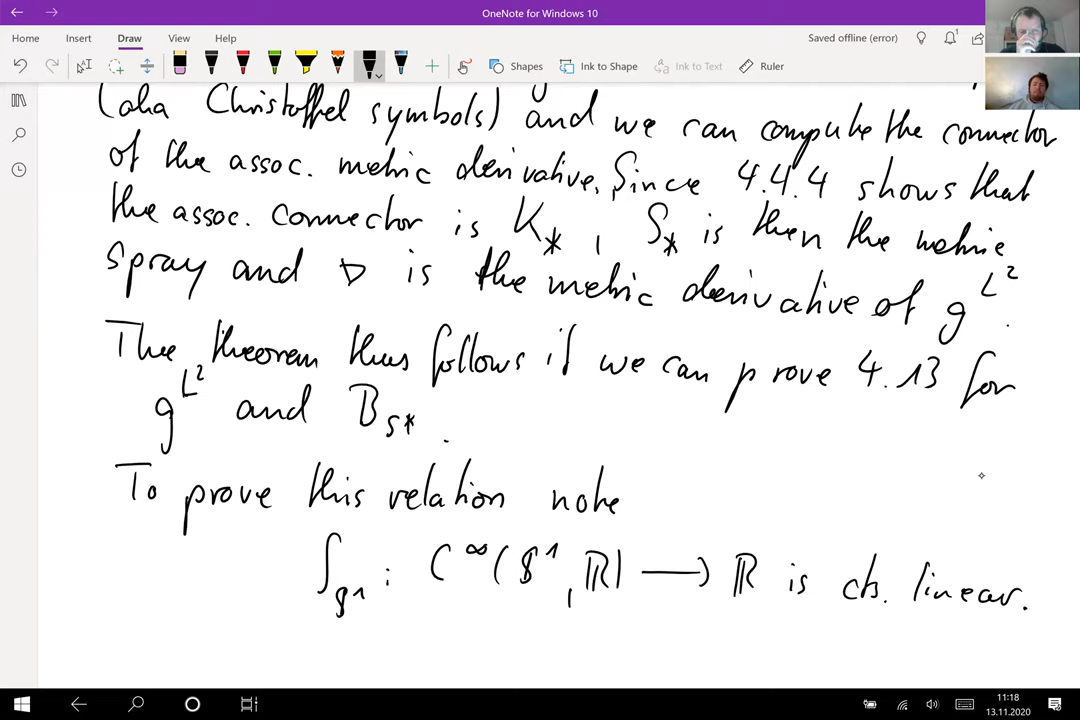 OneNote for Windows 10
Home Insert Draw View Help
Saved offline (error)
Shapes Ink to Shape Ink to Text Ruler
(aka Christoffel symbols) and we can compute the connector
of the assoc. metric derivative. Since 4.4.4 shows that
the assoc. connector is K_*, S_* is then the metric
spray and ∇ is the metric derivative of g^{L^2}.
The theorem thus follows if we can prove 4.13 for
g^{L^2} and B_{S*}.
To prove this relation note
∫_{𝕊^1} : C^∞(𝕊^1, ℝ) ⟶ ℝ is cts. linear.
11:18
13.11.2020